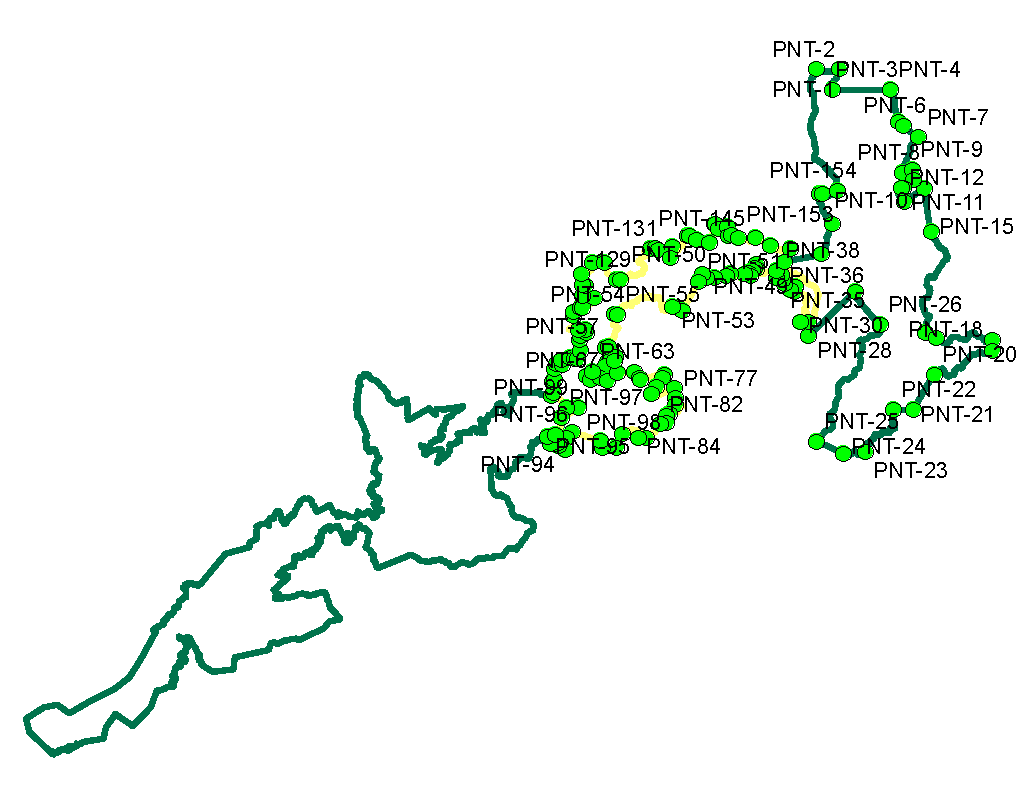 PNT-2
PNT-3 PNT-4
PNT-1
PNT-6
PNT-7
PNT-8 PNT-9
PNT-154
PNT-12
PNT-10 PNT-11
PNT-131 PNT-145 PNT-153
PNT-15
PNT-129 PNT-50 PNT-51 PNT-38
PNT-36
PNT-54 PNT-55 PNT-49
PNT-35
PNT-26
PNT-57 PNT-53 PNT-30 PNT-18
PNT-67 PNT-63 PNT-28 PNT-20
PNT-99 PNT-77
PNT-97 PNT-22
PNT-96 PNT-82
PNT-98 PNT-25 PNT-21
PNT-94 PNT-95 PNT-84 PNT-24
PNT-23